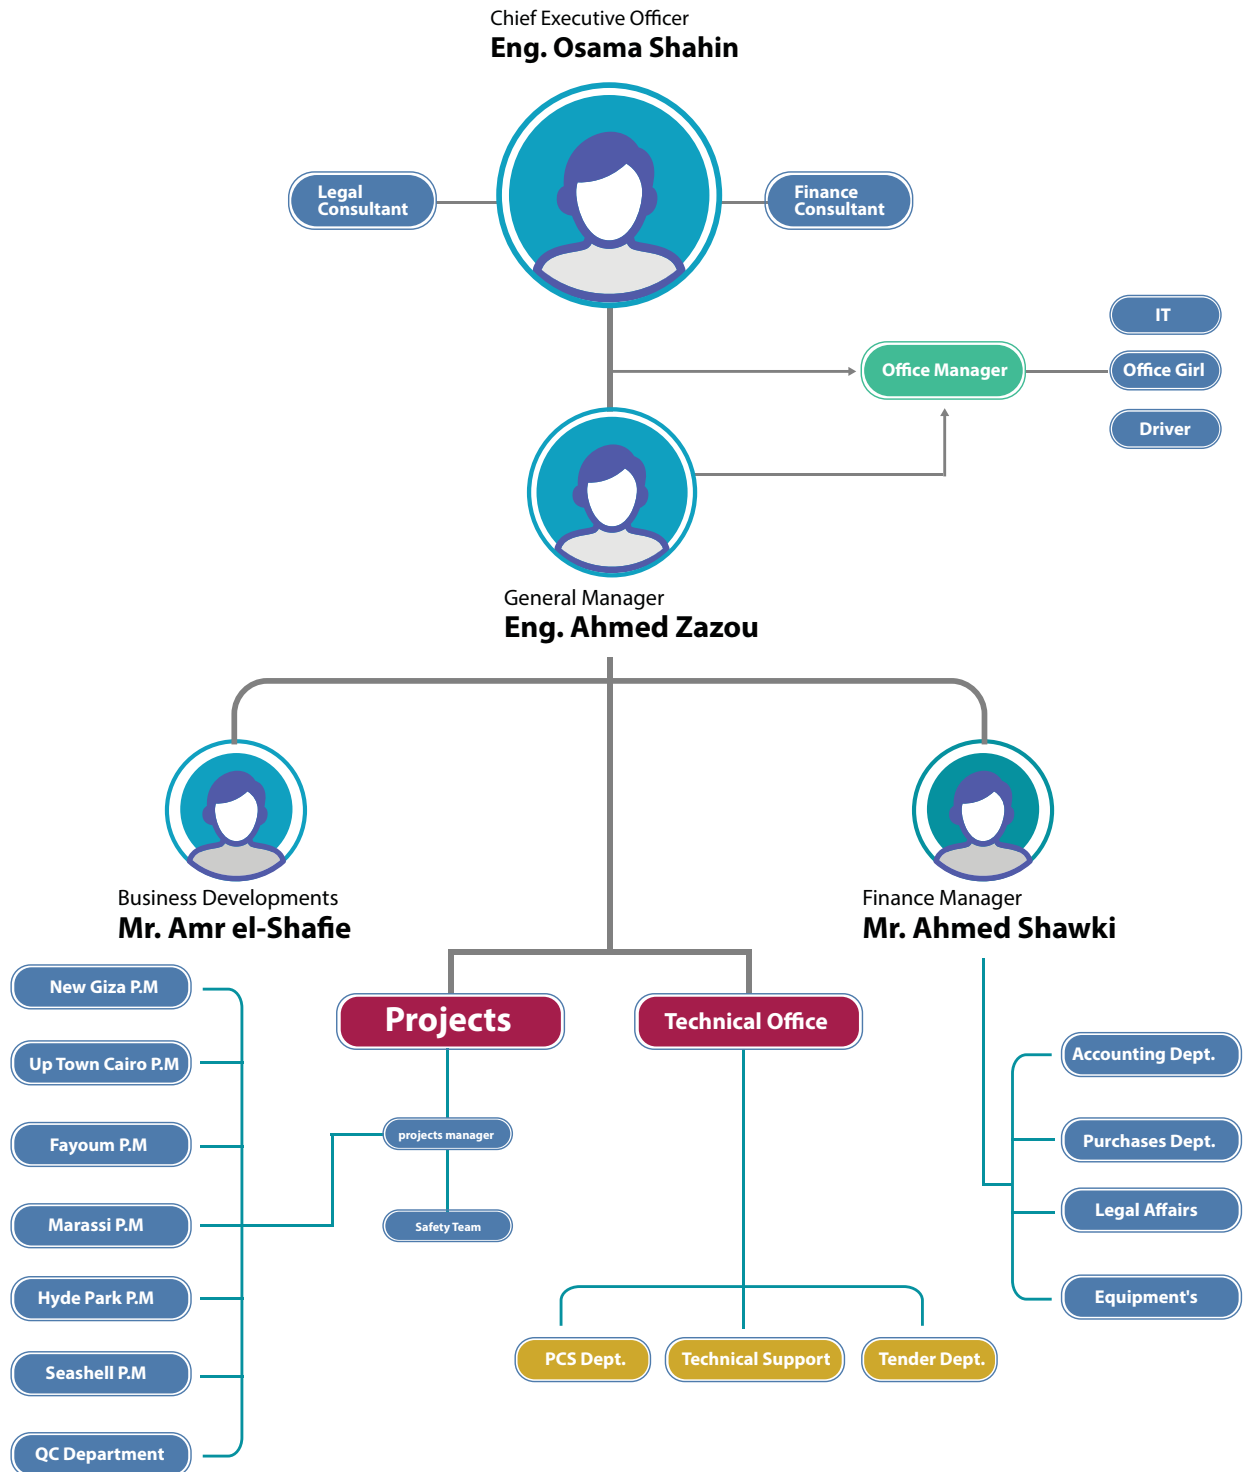 Chief Executive Officer
Eng. Osama Shahin
Legal
Consultant
Finance
Consultant
IT
Office Manager
Office Girl
Driver
General Manager
Eng. Ahmed Zazou
Business Developments
Mr. Amr el-Shafie
Finance Manager
Mr. Ahmed Shawki
New Giza P.M
Up Town Cairo P.M
Fayoum P.M
Marassi P.M
Hyde Park P.M
Seashell P.M
QC Department
Projects
projects manager
Safety Team
Technical Office
PCS Dept.
Technical Support
Tender Dept.
Accounting Dept.
Purchases Dept.
Legal Affairs
Equipment's